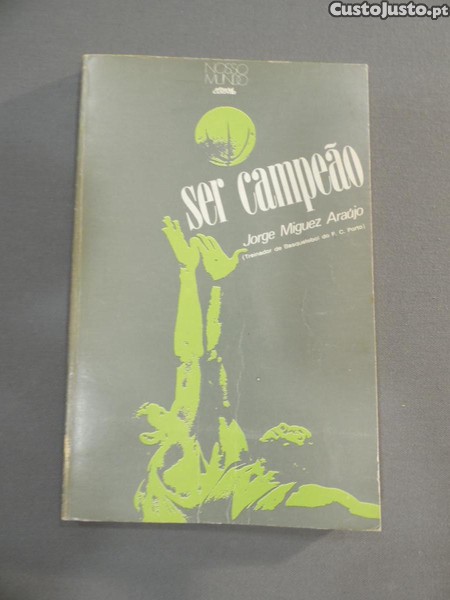 CustoJusto.pt
NOSSO
MUNDO
ser campeão
Jorge Miguez Araújo
(Treinador de Basquetebol do F. C. Porto)